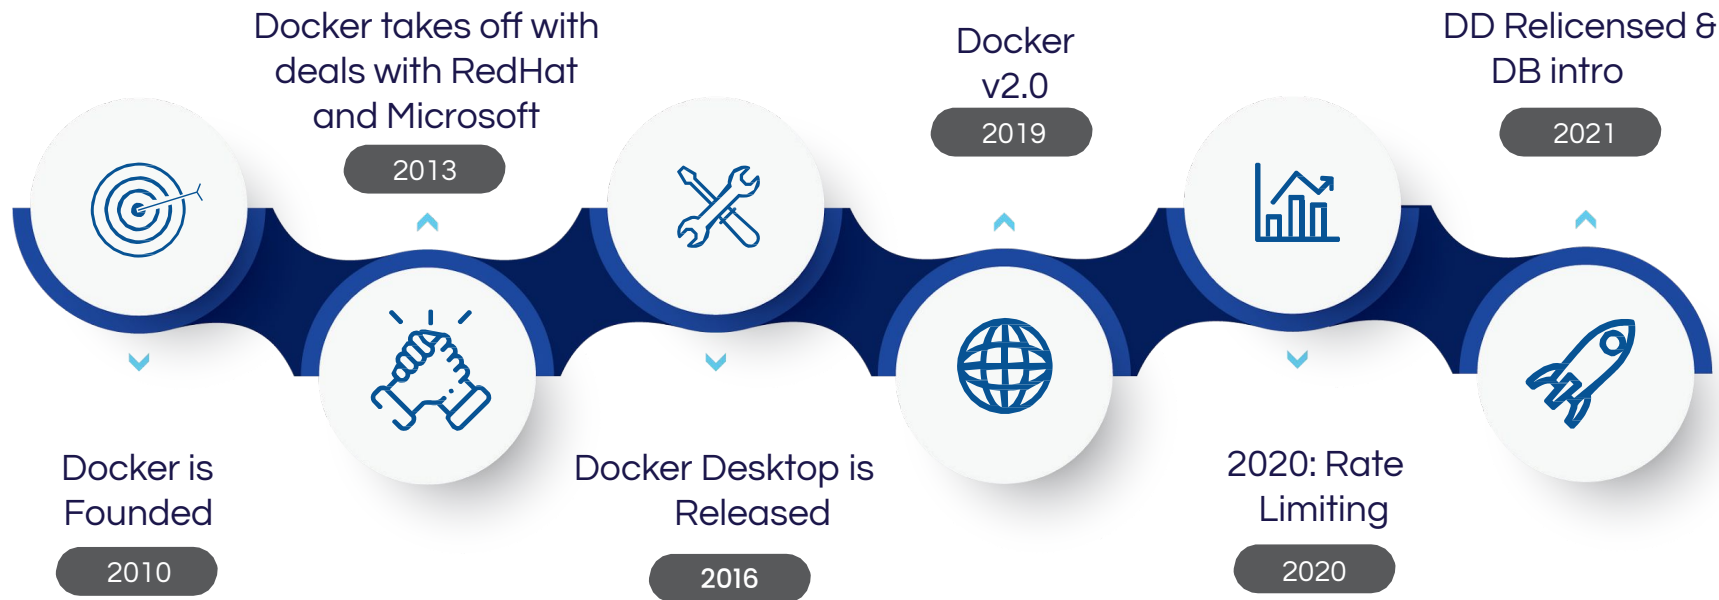 Docker is
Founded
2010
Docker takes off with
deals with RedHat
and Microsoft
2013
Docker Desktop is
Released
2016
Docker
v2.0
2019
2020: Rate
Limiting
2020
DD Relicensed &
DB intro
2021